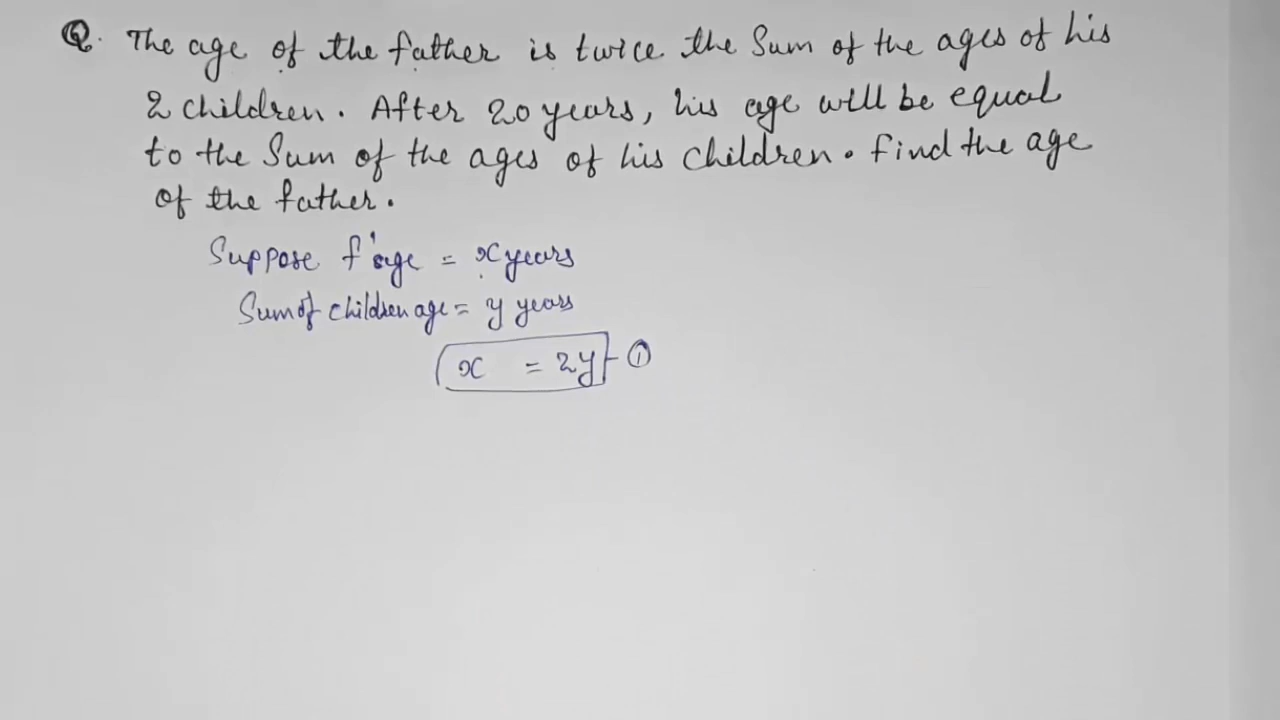 Q. The age of the father is twice the Sum of the ages of his
2 children. After 20 years, his age will be equal
to the Sum of the ages of his children. find the age
of the father.
Suppose f'age = x years
Sum of children age = y years
x = 2y - ①